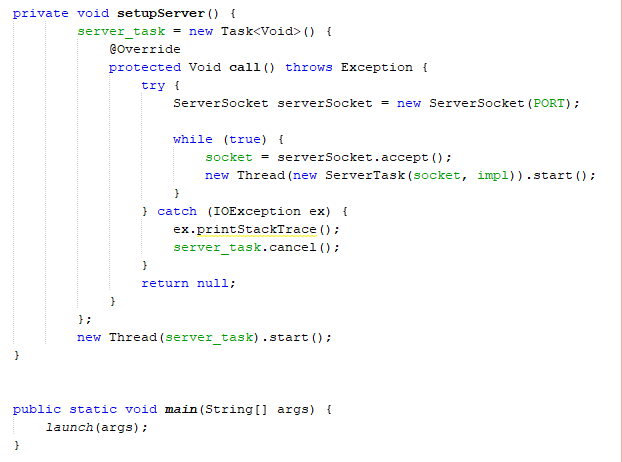 private void setupServer() {
        server_task = new Task<Void>() {
            @Override
            protected Void call() throws Exception {
                try {
                    ServerSocket serverSocket = new ServerSocket(PORT);

                    while (true) {
                        socket = serverSocket.accept();
                        new Thread(new ServerTask(socket, impl)).start();
                    }
                } catch (IOException ex) {
                    ex.printStackTrace();
                    server_task.cancel();
                }
                return null;
            }
        };
        new Thread(server_task).start();
}

public static void main(String[] args) {
    launch(args);
}